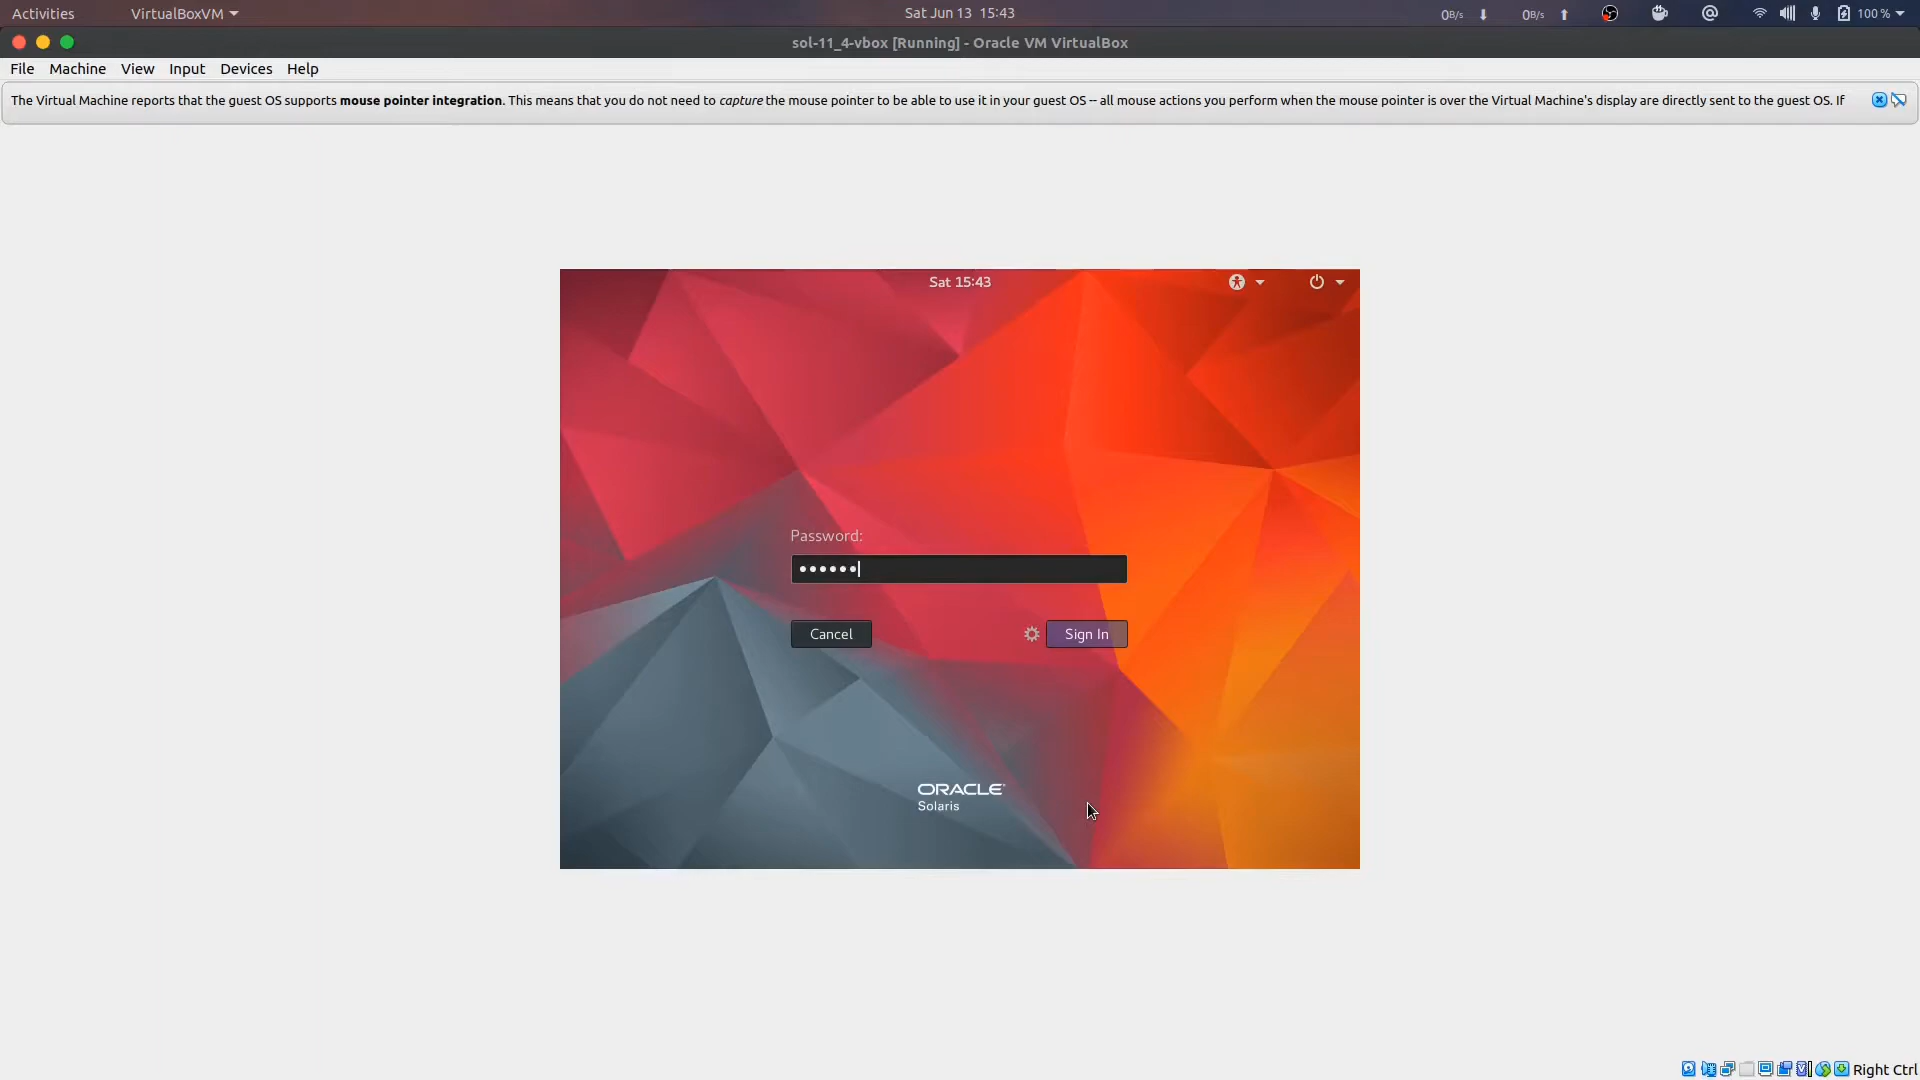 Activities VirtualBoxVM Sat Jun 13 15:43 0B/s 0B/s 100 %
sol-11_4-vbox [Running] - Oracle VM VirtualBox
File Machine View Input Devices Help
The Virtual Machine reports that the guest OS supports mouse pointer integration. This means that you do not need to capture the mouse pointer to be able to use it in your guest OS -- all mouse actions you perform when the mouse pointer is over the Virtual Machine's display are directly sent to the guest OS. If
Sat 15:43
Password:
Cancel Sign In
ORACLE
Solaris
Right Ctrl